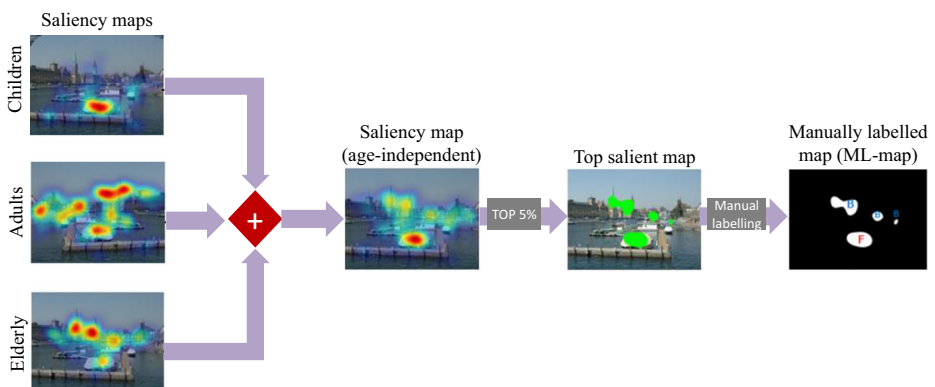 Saliency maps
Children
Adults
Elderly
+
Saliency map
(age-independent)
TOP 5%
Top salient map
Manual
labelling
Manually labelled
map (ML-map)
B
B
B
F